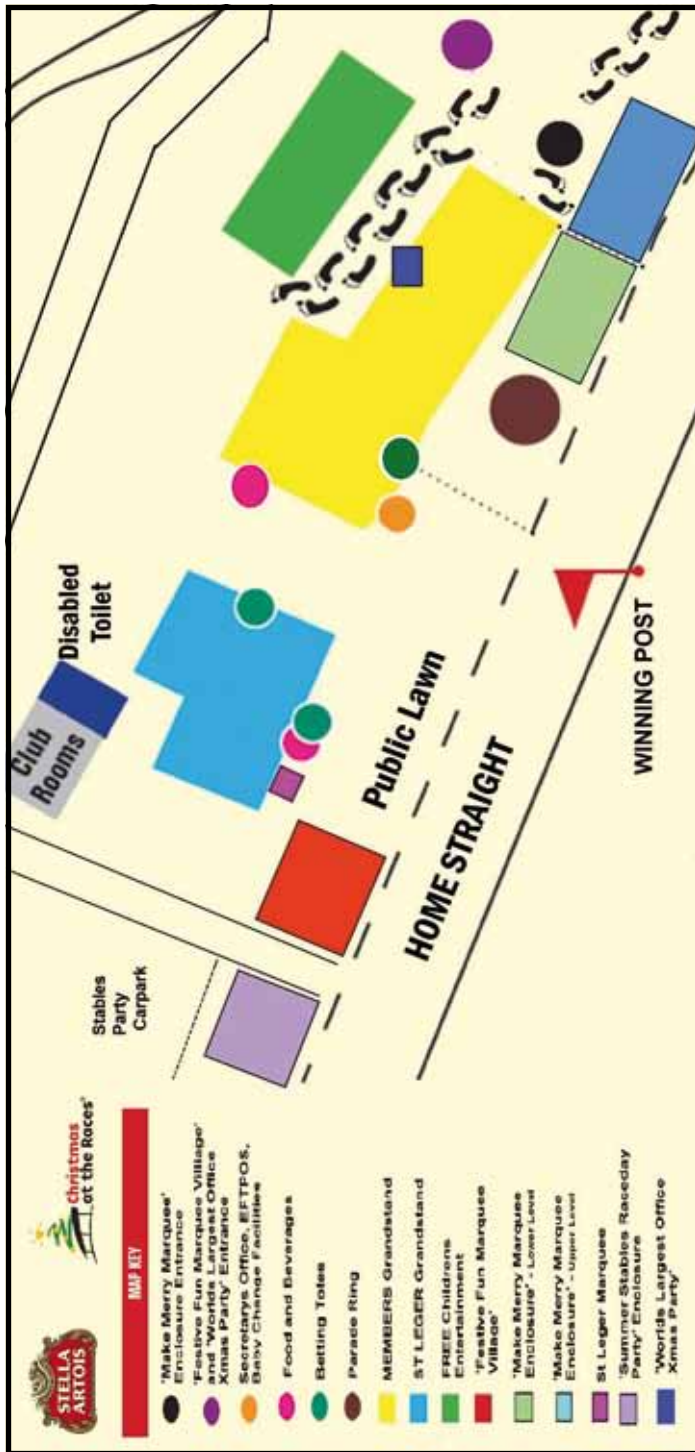 STELLA
ARTOIS
Christmas
at the Races'
MAP KEY
'Make Merry Marquee'
Enclosure Entrance
'Festive Fun Marquee Villiage'
and 'Worlds Largest Office
Xmas Party' Entrance
Secretarys Office, EFTPOS,
Baby Change Facilities
Food and Beverages
Betting Totes
Parade Ring
MEMBERS Grandstand
ST LEGER Grandstand
FREE Childrens
Entertainment
'Festive Fun Marquee
Village'
'Make Merry Marquee
Enclosure' - Lower Level
'Make Merry Marquee
Enclosure' - Upper Level
St Leger Marquee
'Summer Stables Raceday
Party' Enclosure
'Worlds Largest Office
Xmas Party'
Stables
Party
Carpark
Club
Rooms
Disabled
Toilet
Public Lawn
HOME STRAIGHT
WINNING POST